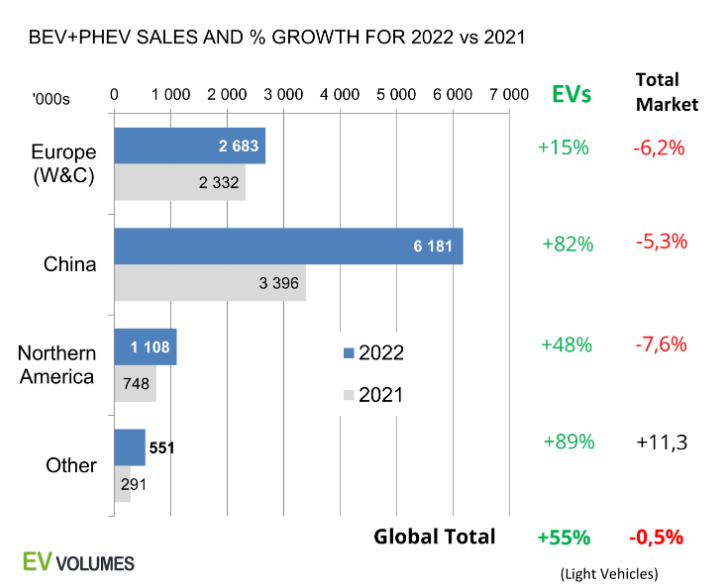 BEV+PHEV SALES AND % GROWTH FOR 2022 vs 2021
'000s 0 1 000 2 000 3 000 4 000 5 000 6 000 7 000 EVs Total Market
Europe (W&C) 2 683 +15% -6,2%
2 332
China 6 181 +82% -5,3%
3 396
Northern America 1 108 +48% -7,6%
748
2022
2021
Other 551 +89% +11,3
291
Global Total +55% -0,5%
EV VOLUMES (Light Vehicles)